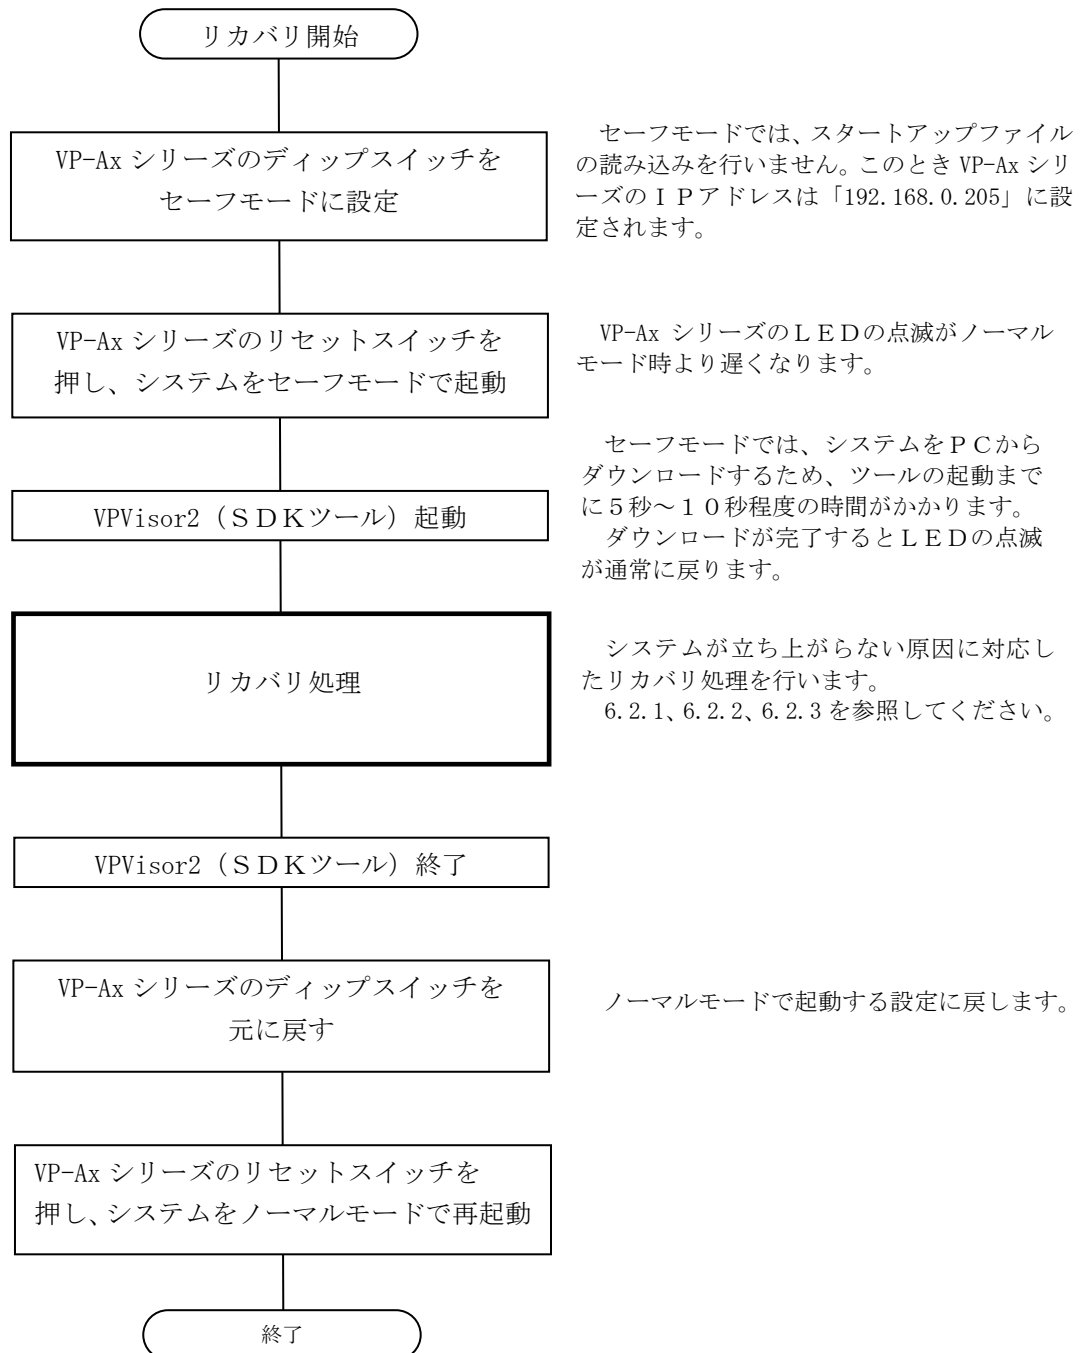 リカバリ開始
VP-Ax シリーズのディップスイッチを
セーフモードに設定
セーフモードでは、スタートアップファイル
の読み込みを行いません。このとき VP-Ax シリ
ーズのＩＰアドレスは「192.168.0.205」に設
定されます。
VP-Ax シリーズのリセットスイッチを
押し、システムをセーフモードで起動
VP-Ax シリーズのＬＥＤの点滅がノーマル
モード時より遅くなります。
VPVisor2（ＳＤＫツール）起動
セーフモードでは、システムをＰＣから
ダウンロードするため、ツールの起動まで
に５秒～１０秒程度の時間がかかります。
ダウンロードが完了するとＬＥＤの点滅
が通常に戻ります。
リカバリ処理
システムが立ち上がらない原因に対応し
たリカバリ処理を行います。
6.2.1、6.2.2、6.2.3 を参照してください。
VPVisor2（ＳＤＫツール）終了
VP-Ax シリーズのディップスイッチを
元に戻す
ノーマルモードで起動する設定に戻します。
VP-Ax シリーズのリセットスイッチを
押し、システムをノーマルモードで再起動
終了